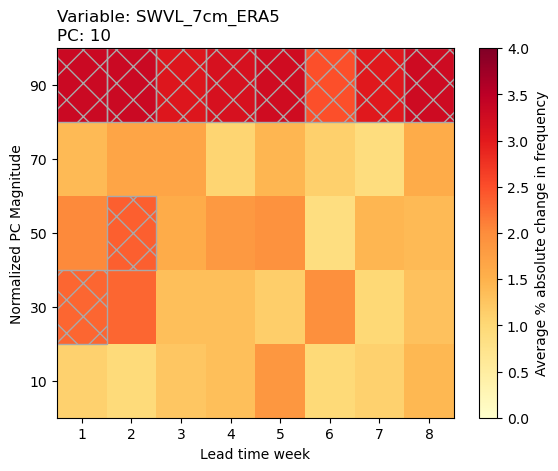 Variable: SWVL_7cm_ERA5
PC: 10
Normalized PC Magnitude
90
70
50
30
10
1 2 3 4 5 6 7 8
Lead time week
4.0
3.5
3.0
2.5
2.0
1.5
1.0
0.5
0.0
Average % absolute change in frequency